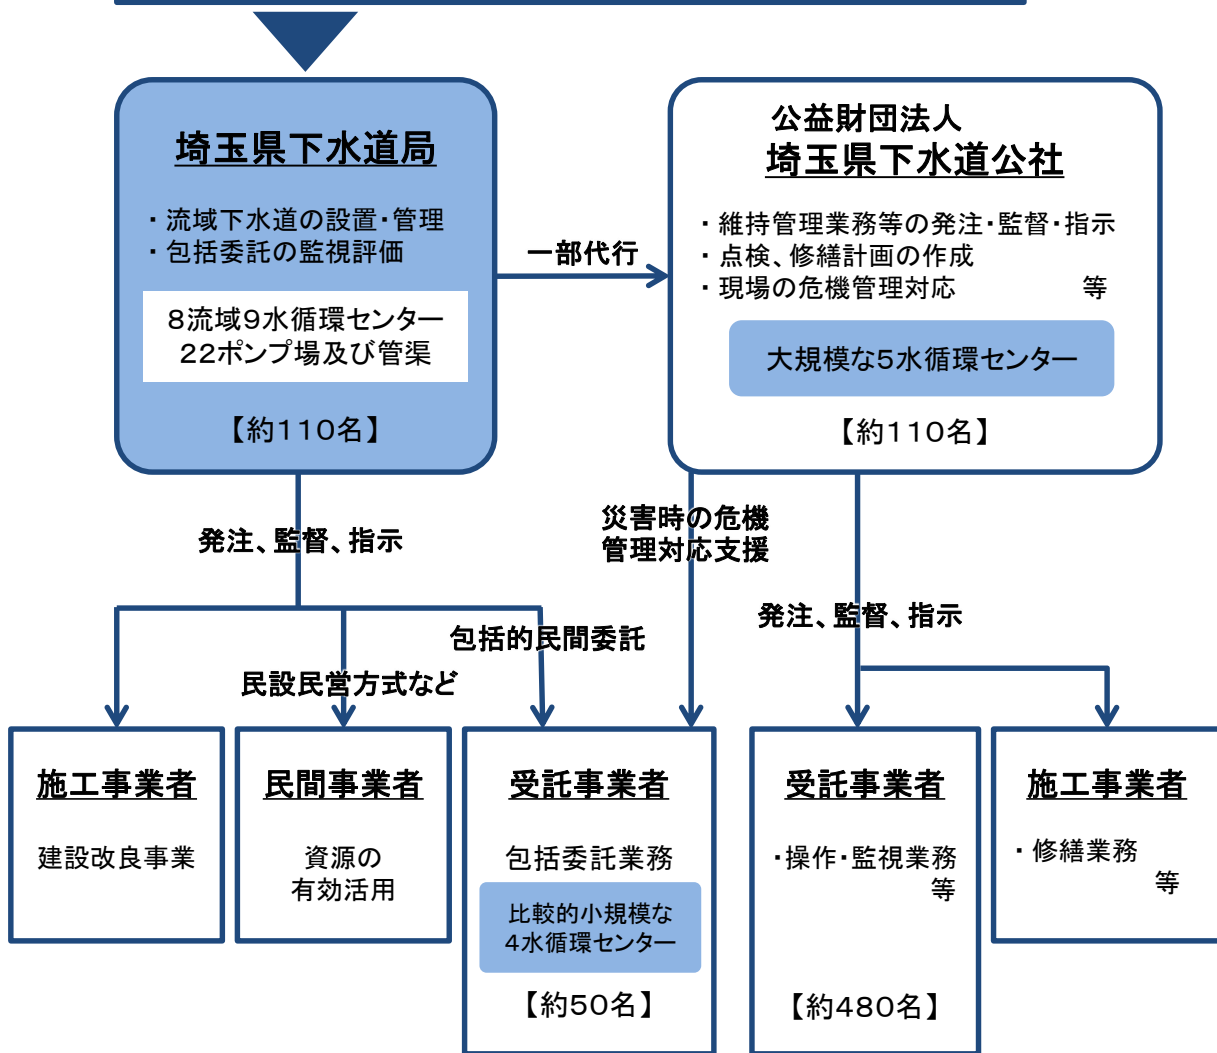 埼玉県下水道局
・流域下水道の設置・管理
・包括委託の監視評価
8流域9水循環センター
22ポンプ場及び管渠
【約110名】
一部代行
公益財団法人
埼玉県下水道公社
・維持管理業務等の発注・監督・指示
・点検、修繕計画の作成
・現場の危機管理対応　　　　　等
大規模な5水循環センター
【約110名】
発注、監督、指示
災害時の危機
管理対応支援
発注、監督、指示
包括的民間委託
民設民営方式など
施工事業者
建設改良事業
民間事業者
資源の
有効活用
受託事業者
包括委託業務
比較的小規模な
4水循環センター
【約50名】
受託事業者
・操作・監視業務
等
【約480名】
施工事業者
・修繕業務
等